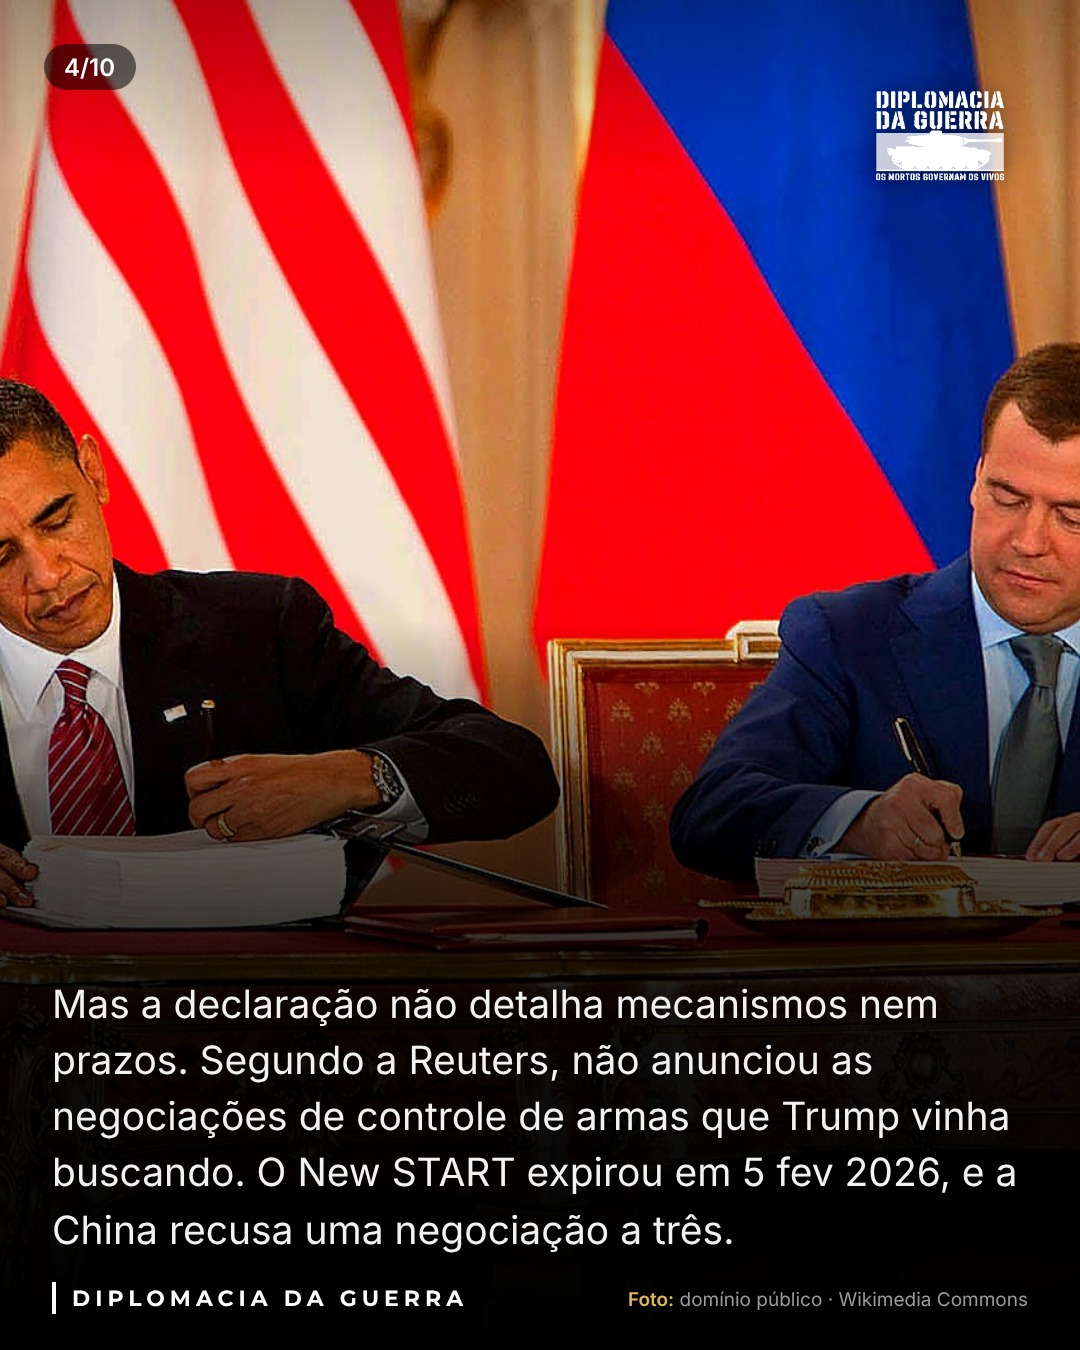 4/10
DIPLOMACIA
DA GUERRA
OS MORTOS GOVERNAM OS VIVOS
Mas a declaração não detalha mecanismos nem
prazos. Segundo a Reuters, não anunciou as
negociações de controle de armas que Trump vinha
buscando. O New START expirou em 5 fev 2026, e a
China recusa uma negociação a três.
DIPLOMACIA DA GUERRA
Foto: domínio público · Wikimedia Commons